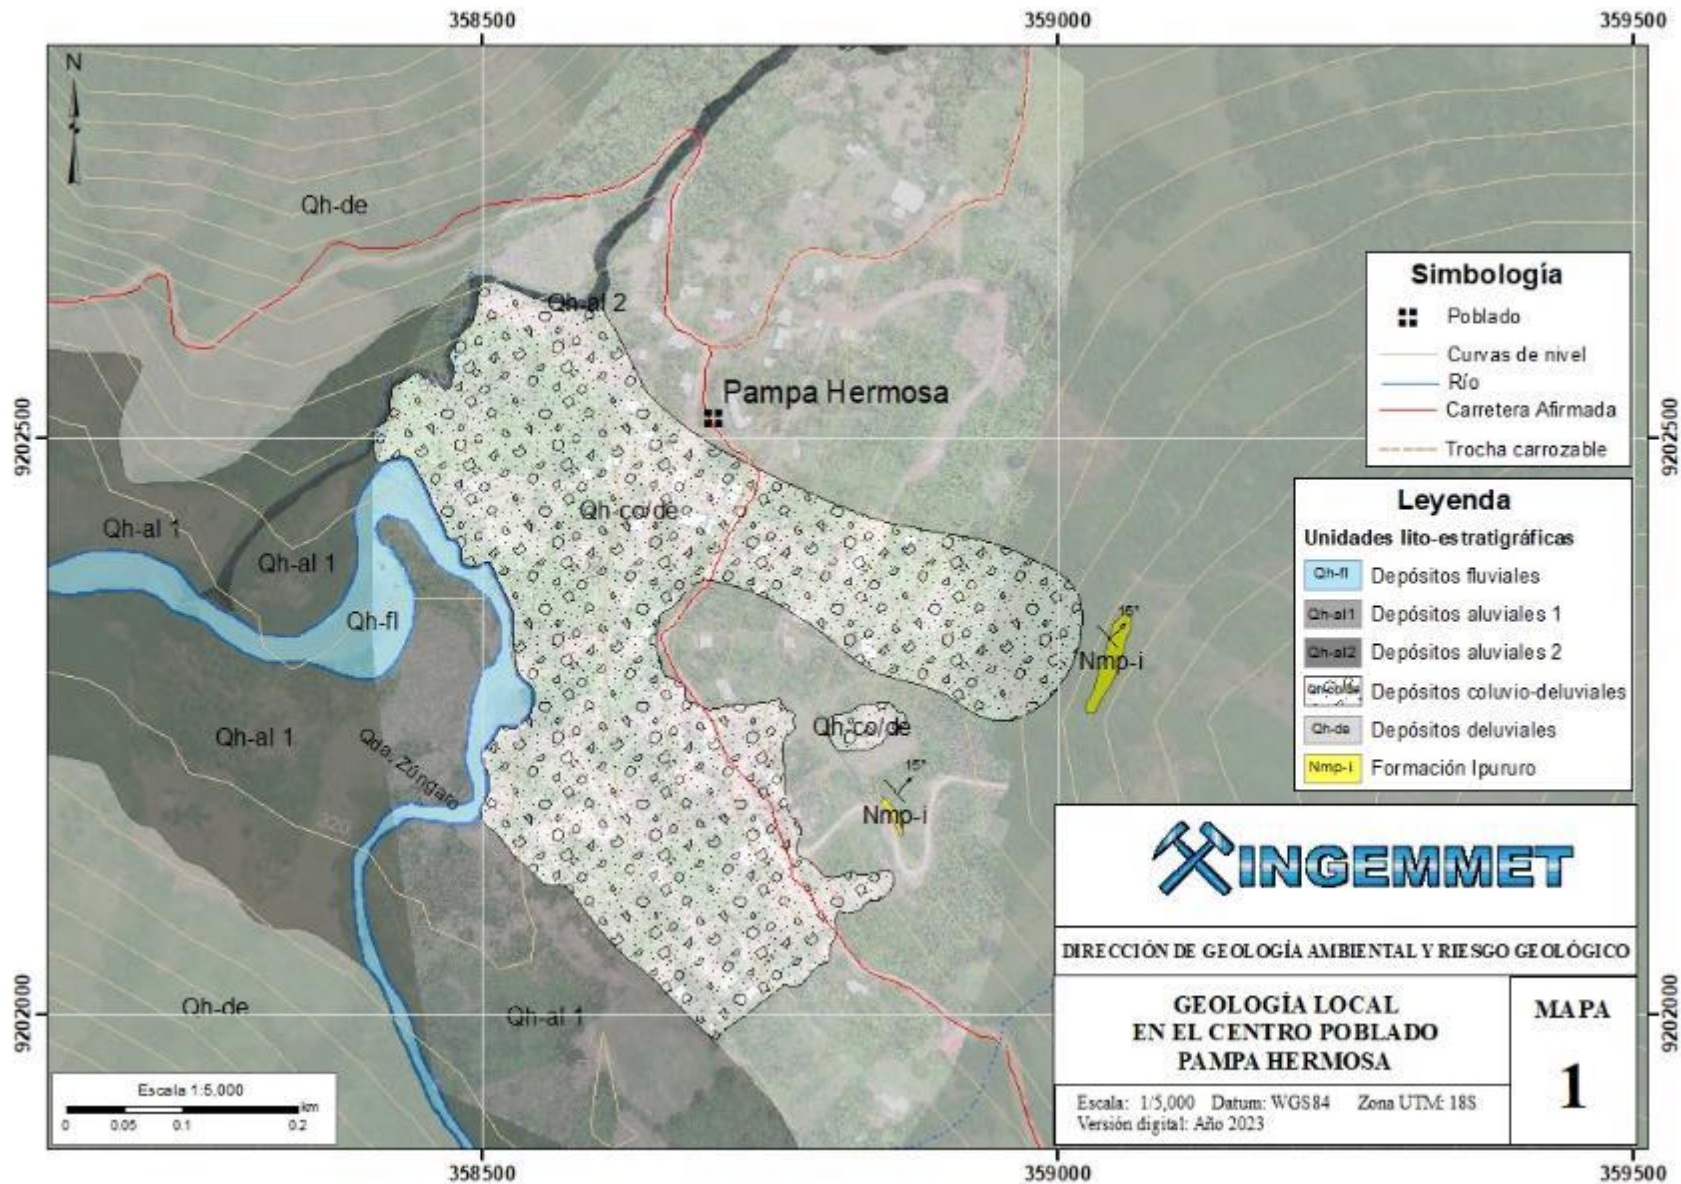 358500
359000
359500
N
Qh-de
Qh-al 2
Pampa Hermosa
9202500
9202500
Qh-co/de
Qh-al 1
Qh-al 1
Qh-fl
15°
Nmp-i
Qh-al 1
Qda. Zúngaro
Qh-co/de
15°
Nmp-i
220
Qh-de
Qh-al 1
9202000
9202000
Simbología
Poblado
Curvas de nivel
Río
Carretera Afirmada
Trocha carrozable
Leyenda
Unidades lito-estratigráficas
Qh-fl Depósitos fluviales
Qh-al1 Depósitos aluviales 1
Qh-al2 Depósitos aluviales 2
Qh-co/de Depósitos coluvio-deluviales
Qh-de Depósitos deluviales
Nmp-i Formación Ipururo
INGEMMET
DIRECCIÓN DE GEOLOGÍA AMBIENTAL Y RIESGO GEOLÓGICO
GEOLOGÍA LOCAL
EN EL CENTRO POBLADO
PAMPA HERMOSA
MAPA
1
Escala: 1/5,000 Datum: WGS84 Zona UTM: 18S
Versión digital: Año 2023
Escala 1:5,000
km
0 0.05 0.1 0.2
358500
359000
359500